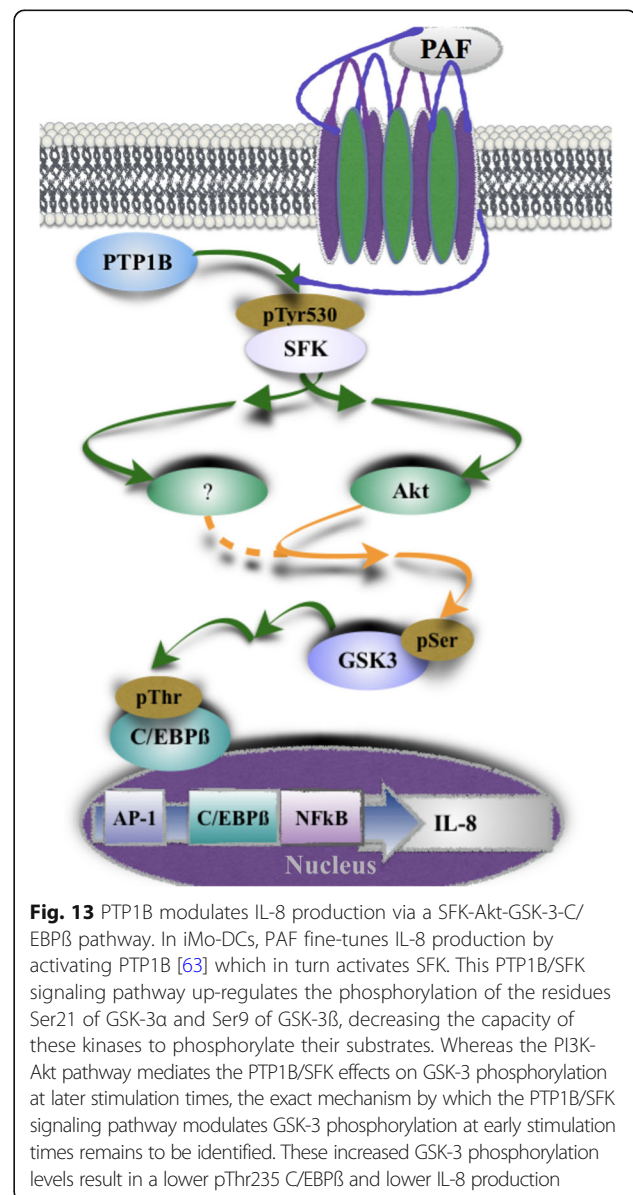 PAF
PTP1B
pTyr530
SFK
?
Akt
pSer
GSK3
pThr
C/EBPß
AP-1
C/EBPß
NFkB
IL-8
Nucleus
Fig. 13 PTP1B modulates IL-8 production via a SFK-Akt-GSK-3-C/
EBPß pathway. In iMo-DCs, PAF fine-tunes IL-8 production by
activating PTP1B [63] which in turn activates SFK. This PTP1B/SFK
signaling pathway up-regulates the phosphorylation of the residues
Ser21 of GSK-3α and Ser9 of GSK-3ß, decreasing the capacity of
these kinases to phosphorylate their substrates. Whereas the PI3K-
Akt pathway mediates the PTP1B/SFK effects on GSK-3 phosphorylation
at later stimulation times, the exact mechanism by which the PTP1B/SFK
signaling pathway modulates GSK-3 phosphorylation at early stimulation
times remains to be identified. These increased GSK-3 phosphorylation
levels result in a lower pThr235 C/EBPß and lower IL-8 production